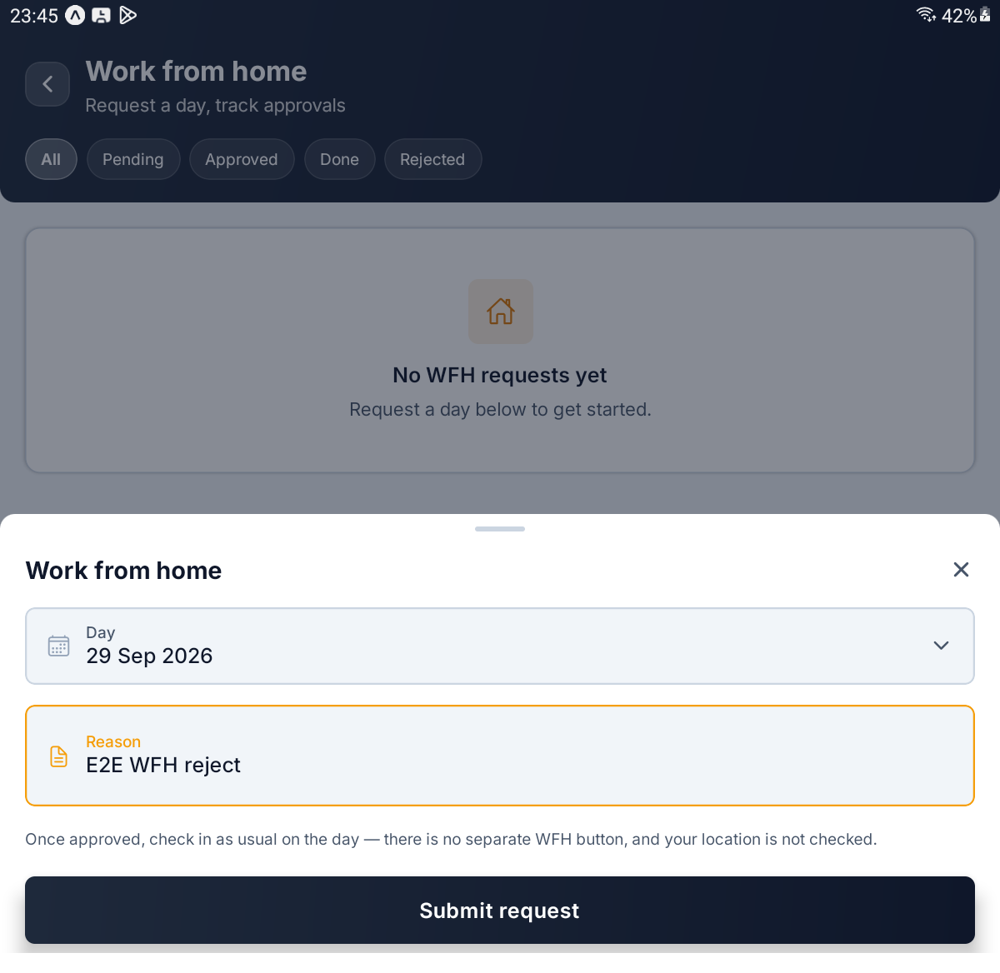 23:45
42%
Work from home
Request a day, track approvals
All
Pending
Approved
Done
Rejected
No WFH requests yet
Request a day below to get started.
Work from home
Day
29 Sep 2026
Reason
E2E WFH reject
Once approved, check in as usual on the day — there is no separate WFH button, and your location is not checked.
Submit request